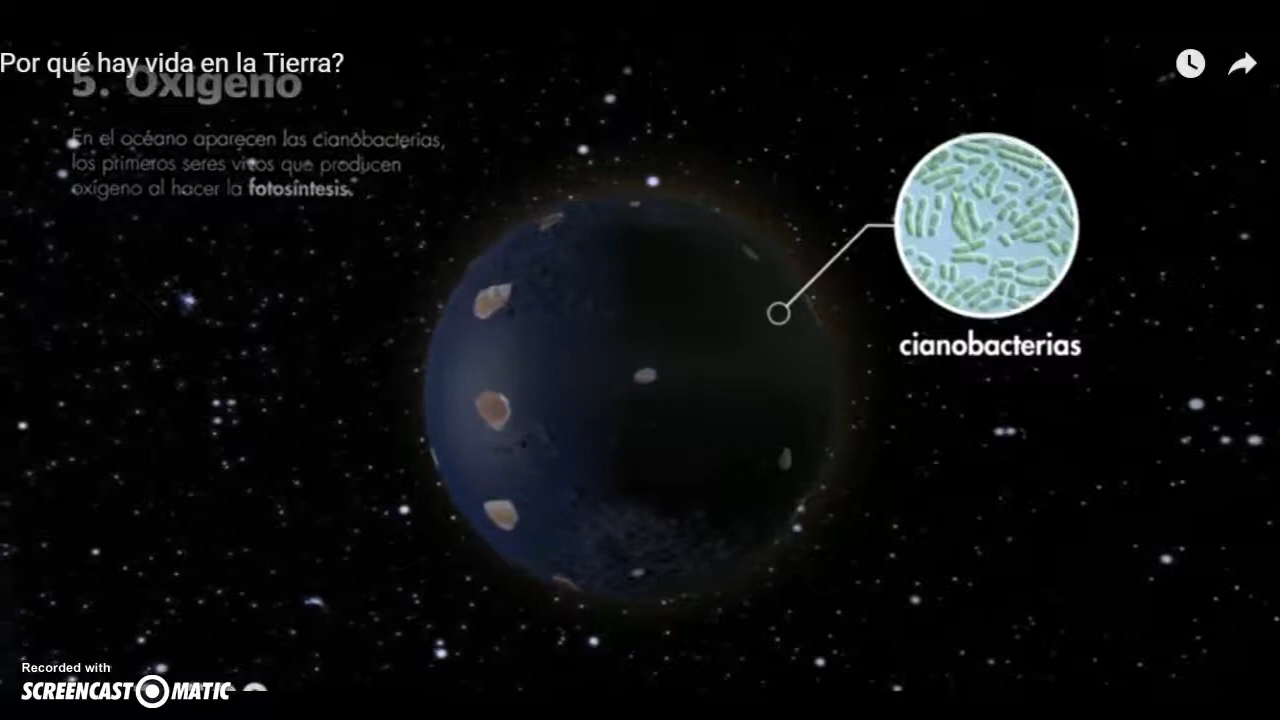 Por qué hay vida en la Tierra?
5. Oxígeno
En el océano aparecen las cianobacterias,
los primeros seres vivos que producen
oxígeno al hacer la fotosíntesis.
cianobacterias
Recorded with
SCREENCAST MATIC